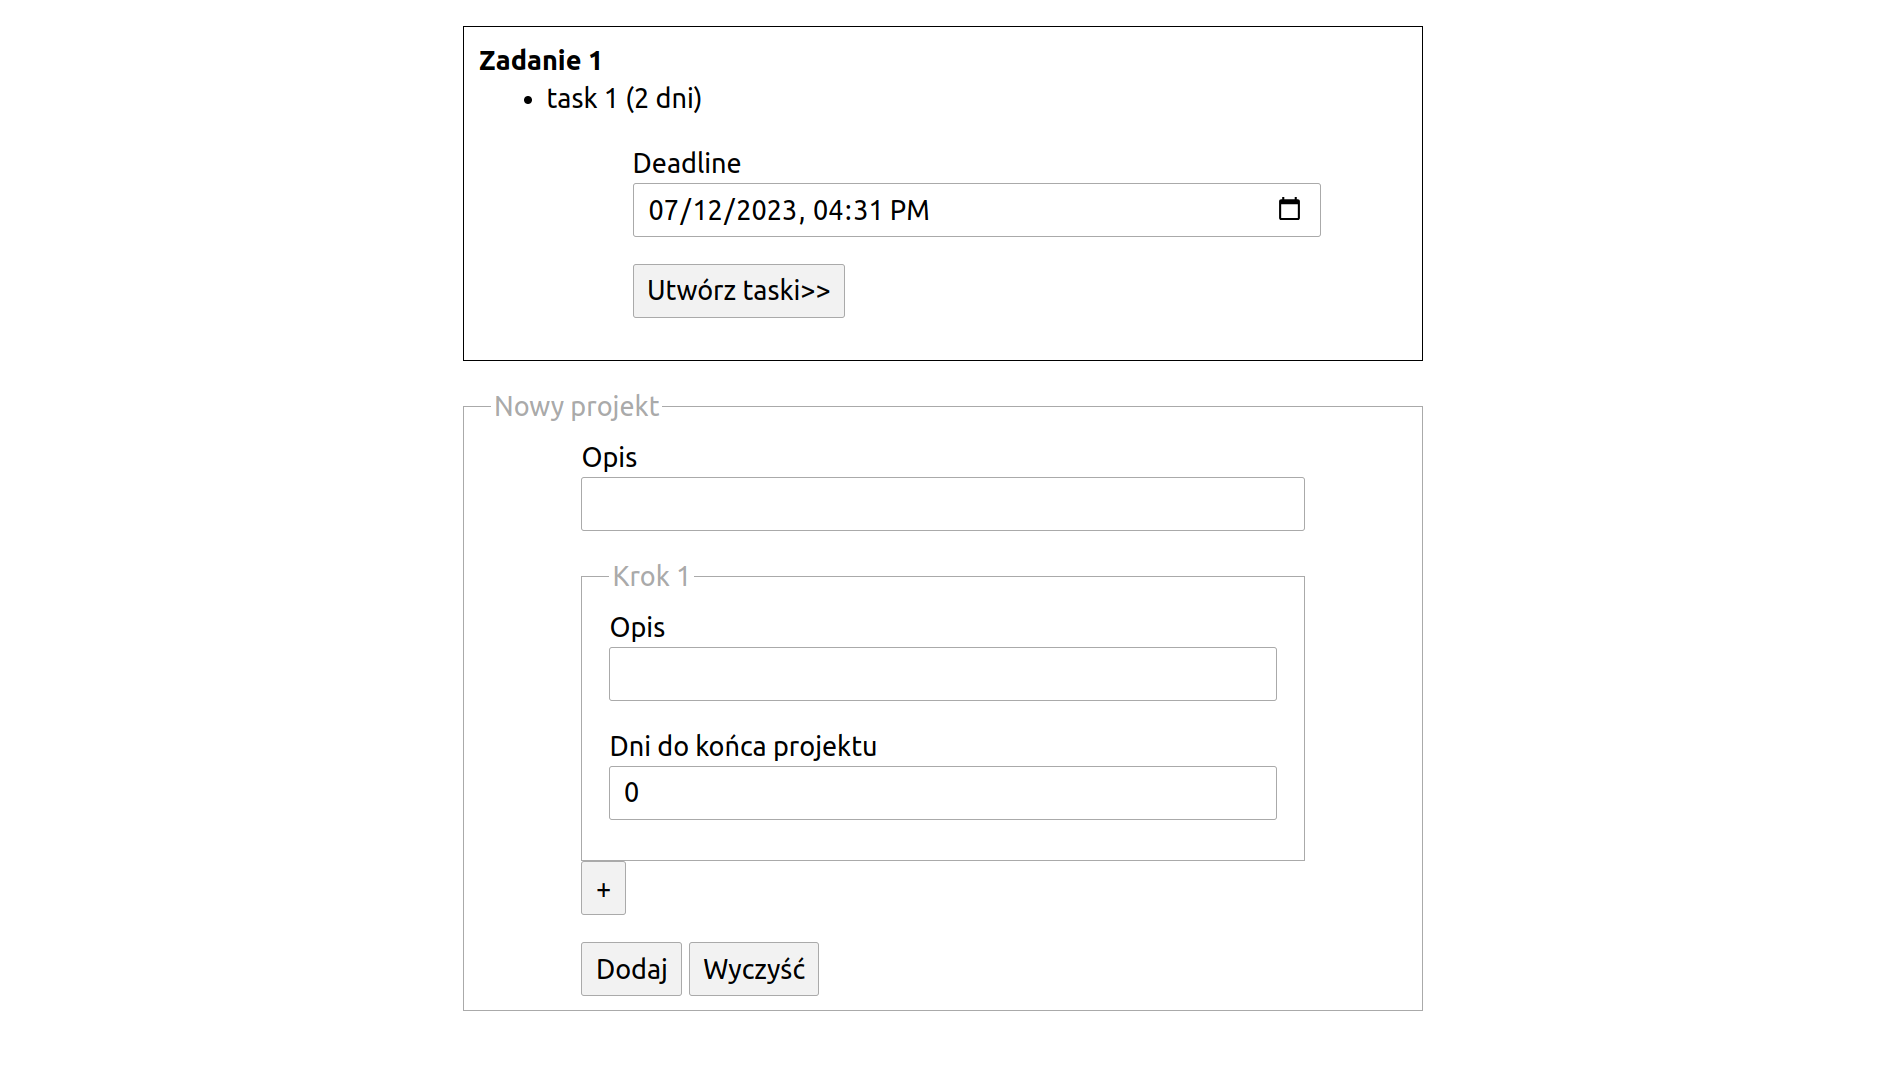 Zadanie 1
• task 1 (2 dni)
Deadline
07/12/2023, 04:31 PM
Utwórz taski>>
Nowy projekt
Opis
Krok 1
Opis
Dni do końca projektu
0
+
Dodaj Wyczyść